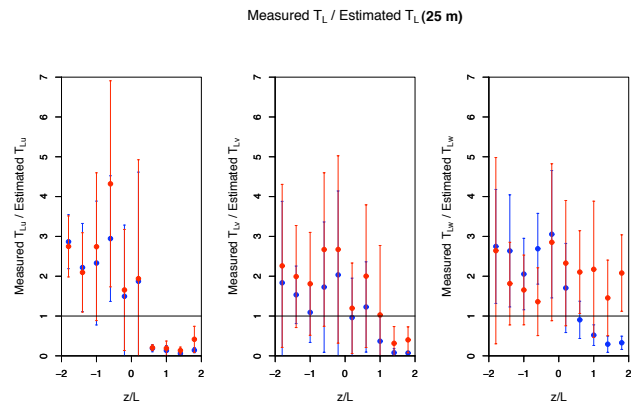 Measured T_L / Estimated T_L (25 m)
Measured T_Lu / Estimated T_Lu
0 1 2 3 4 5 6 7
−2 −1 0 1 2
z/L
Measured T_Lv / Estimated T_Lv
0 1 2 3 4 5 6 7
−2 −1 0 1 2
z/L
Measured T_Lw / Estimated T_Lw
0 1 2 3 4 5 6 7
−2 −1 0 1 2
z/L